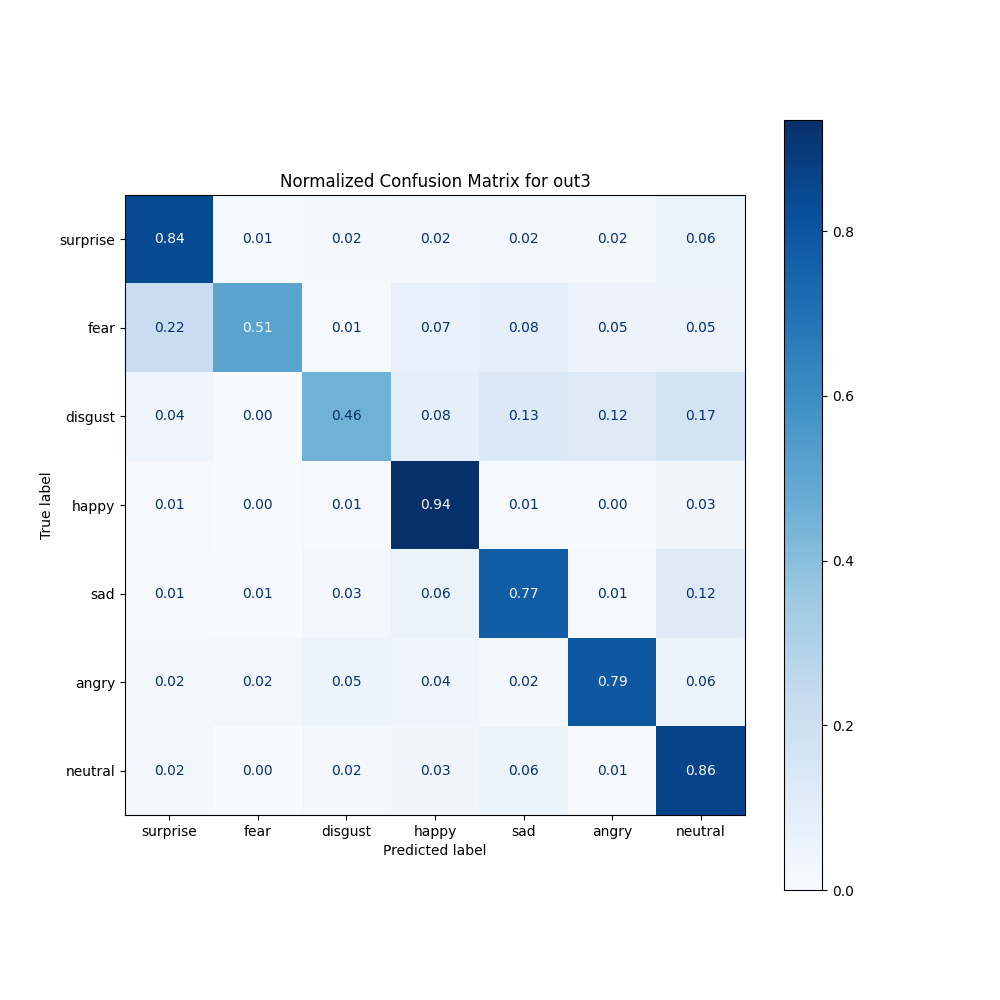 Normalized Confusion Matrix for out3
surprise 0.84 0.01 0.02 0.02 0.02 0.02 0.06
fear 0.22 0.51 0.01 0.07 0.08 0.05 0.05
disgust 0.04 0.00 0.46 0.08 0.13 0.12 0.17
happy 0.01 0.00 0.01 0.94 0.01 0.00 0.03
sad 0.01 0.01 0.03 0.06 0.77 0.01 0.12
angry 0.02 0.02 0.05 0.04 0.02 0.79 0.06
neutral 0.02 0.00 0.02 0.03 0.06 0.01 0.86
surprise fear disgust happy sad angry neutral
Predicted label
True label
0.8
0.6
0.4
0.2
0.0